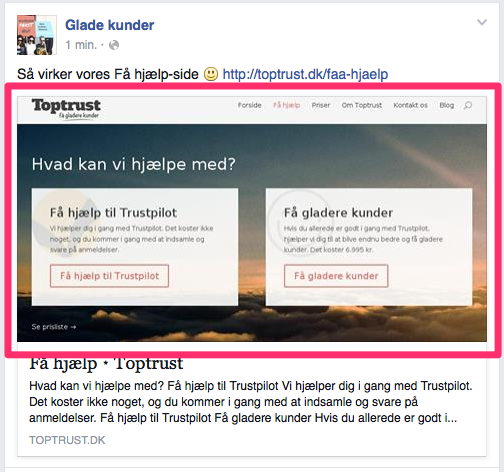 Glade kunder
1 min. ·
Så virker vores Få hjælp-side 🙂 http://toptrust.dk/faa-hjaelp
Toptrust
få gladere kunder
Forside Få hjælp Priser Om Toptrust Kontakt os Blog
Hvad kan vi hjælpe med?
Få hjælp til Trustpilot
Vi hjælper dig i gang med Trustpilot. Det koster ikke
noget, og du kommer i gang med at indsamle og
svare på anmeldelser.
Få hjælp til Trustpilot
Få gladere kunder
Hvis du allerede er godt i gang med Trustpilot,
hjælper vi dig til at blive endnu bedre og få gladere
kunder. Det koster 6.995 kr.
Få gladere kunder
Se prisliste →
Få hjælp • Toptrust
Hvad kan vi hjælpe med? Få hjælp til Trustpilot Vi hjælper dig i gang med Trustpilot.
Det koster ikke noget, og du kommer i gang med at indsamle og svare på
anmeldelser. Få hjælp til Trustpilot Få gladere kunder Hvis du allerede er godt i...
TOPTRUST.DK